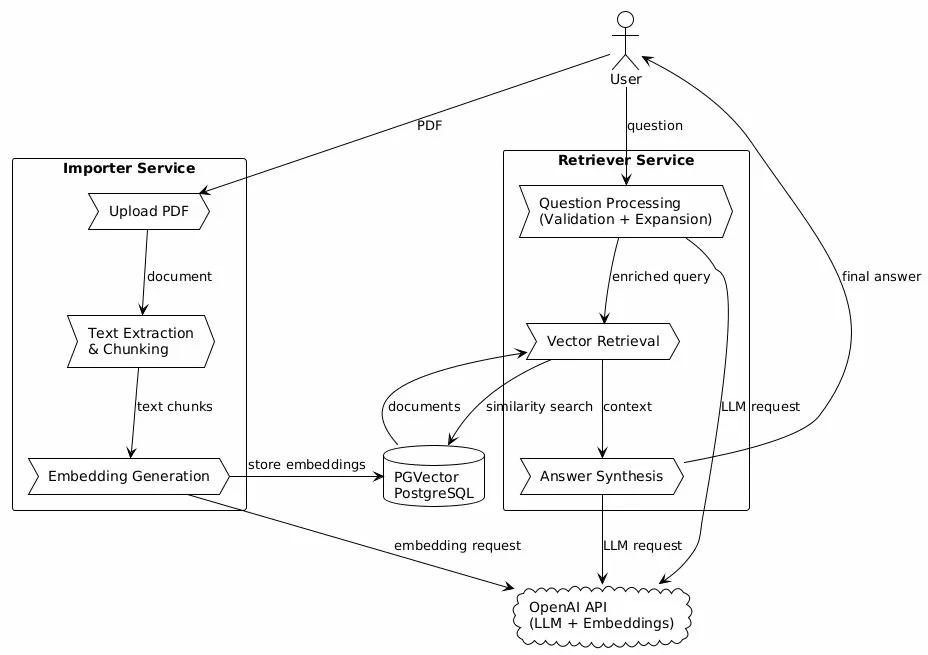 User
PDF
question
Importer Service
Retriever Service
Upload PDF
Question Processing
(Validation + Expansion)
document
enriched query
final answer
Text Extraction
& Chunking
Vector Retrieval
text chunks
documents
similarity search
context
LLM request
store embeddings
Embedding Generation
PGVector
PostgreSQL
Answer Synthesis
embedding request
LLM request
OpenAI API
(LLM + Embeddings)